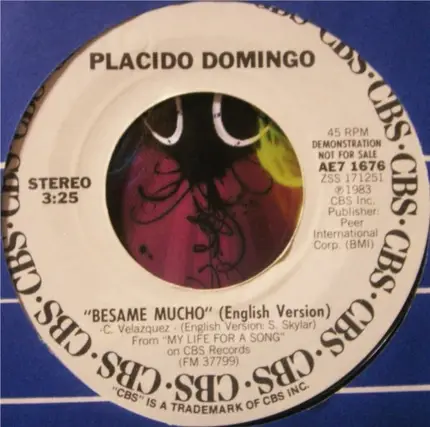 PLACIDO DOMINGO
STEREO
3:25
45 RPM
DEMONSTRATION
NOT FOR SALE
AE7 1676
ZSS 171251
℗ 1983
CBS Inc.
Publisher:
Peer
International
Corp. (BMI)
"BESAME MUCHO" (English Version)
-C. Velazquez - (English Version: S. Skylar)
From "MY LIFE FOR A SONG"
on CBS Records
(FM 37799)
CBS·CBS·CBS·CBS·CBS·CBS·CBS·CBS·CBS·CBS
"CBS" IS A TRADEMARK OF CBS INC.